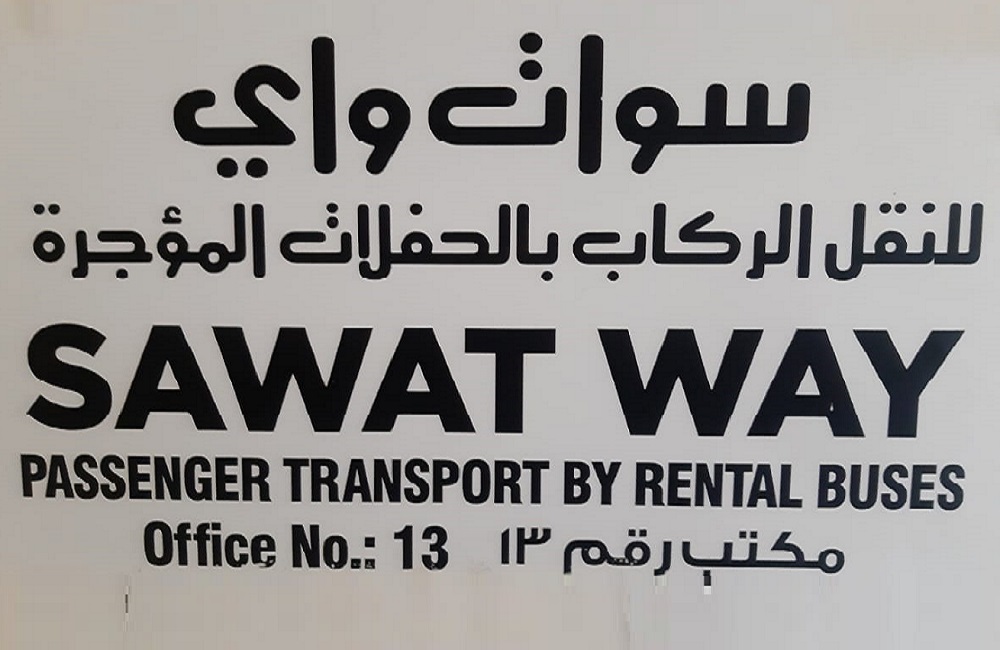 سوات واي
للنقل الركاب بالحفلات المؤجرة
SAWAT WAY
PASSENGER TRANSPORT BY RENTAL BUSES
Office No.: 13 مكتب رقم ١٣